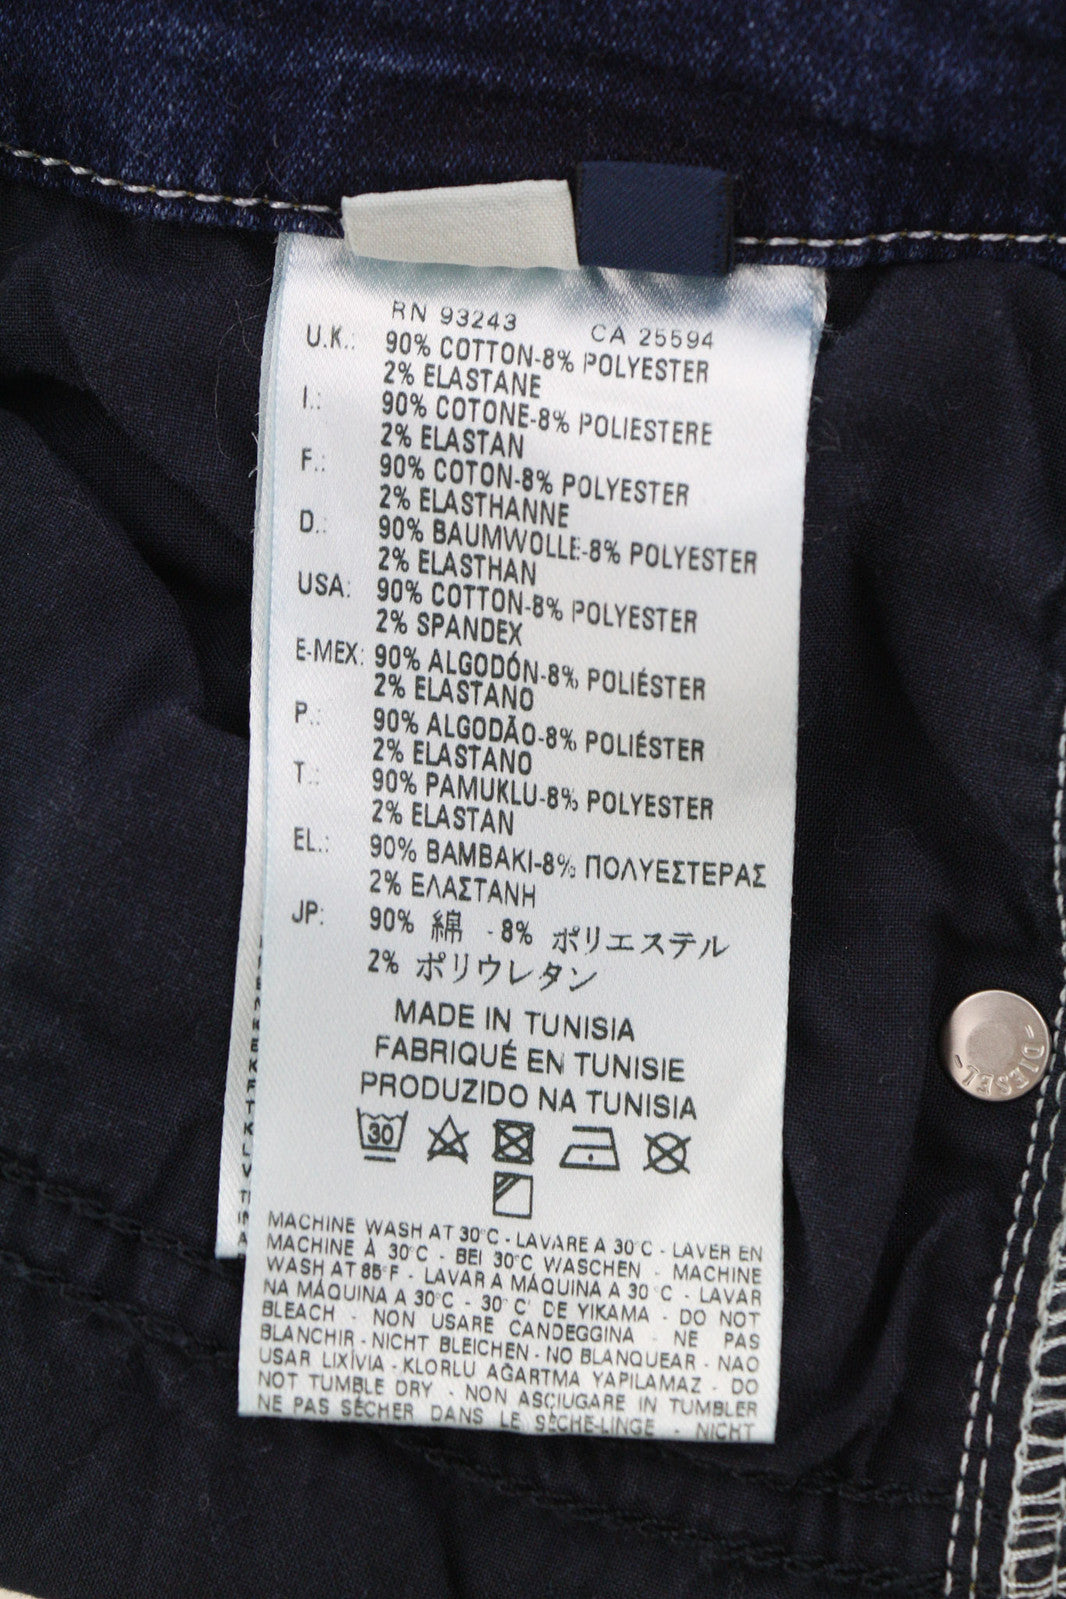 RN 93243 CA 25594
U.K.: 90% COTTON-8% POLYESTER
2% ELASTANE
I.: 90% COTONE-8% POLIESTERE
2% ELASTAN
F.: 90% COTON-8% POLYESTER
2% ELASTHANNE
D.: 90% BAUMWOLLE-8% POLYESTER
2% ELASTHAN
USA: 90% COTTON-8% POLYESTER
2% SPANDEX
E-MEX: 90% ALGODÓN-8% POLIÉSTER
2% ELASTANO
P.: 90% ALGODÃO-8% POLIÉSTER
2% ELASTANO
T.: 90% PAMUKLU-8% POLYESTER
2% ELASTAN
EL.: 90% BAMBAKI-8% ΠΟΛΥΕΣΤΕΡΑΣ
2% ΕΛΑΣΤΑΝΗ
JP: 90% 綿 - 8% ポリエステル
2% ポリウレタン
MADE IN TUNISIA
FABRIQUÉ EN TUNISIE
PRODUZIDO NA TUNISIA
30
MACHINE WASH AT 30°C - LAVARE A 30°C - LAVER EN
MACHINE À 30°C - BEI 30°C WASCHEN - MACHINE
WASH AT 85°F - LAVAR A MÁQUINA A 30°C - LAVAR
NA MÁQUINA A 30°C - 30°C' DE YIKAMA - DO NOT
BLEACH - NON USARE CANDEGGINA - NE PAS
BLANCHIR - NICHT BLEICHEN - NO BLANQUEAR - NAO
USAR LIXÍVIA - KLORLU AĞARTMA YAPILAMAZ - DO
NOT TUMBLE DRY - NON ASCIUGARE IN TUMBLER
NE PAS SÉCHER DANS LE SÈCHE-LINGE - NICHT
-DIESEL-